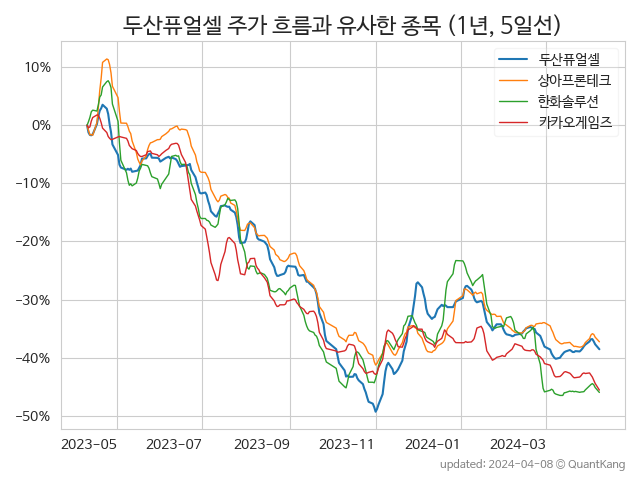 두산퓨얼셀 주가 흐름과 유사한 종목 (1년, 5일선)
두산퓨얼셀
상아프론테크
한화솔루션
카카오게임즈
10%
0%
−10%
−20%
−30%
−40%
−50%
2023-05 2023-07 2023-09 2023-11 2024-01 2024-03
updated: 2024-04-08 © QuantKang